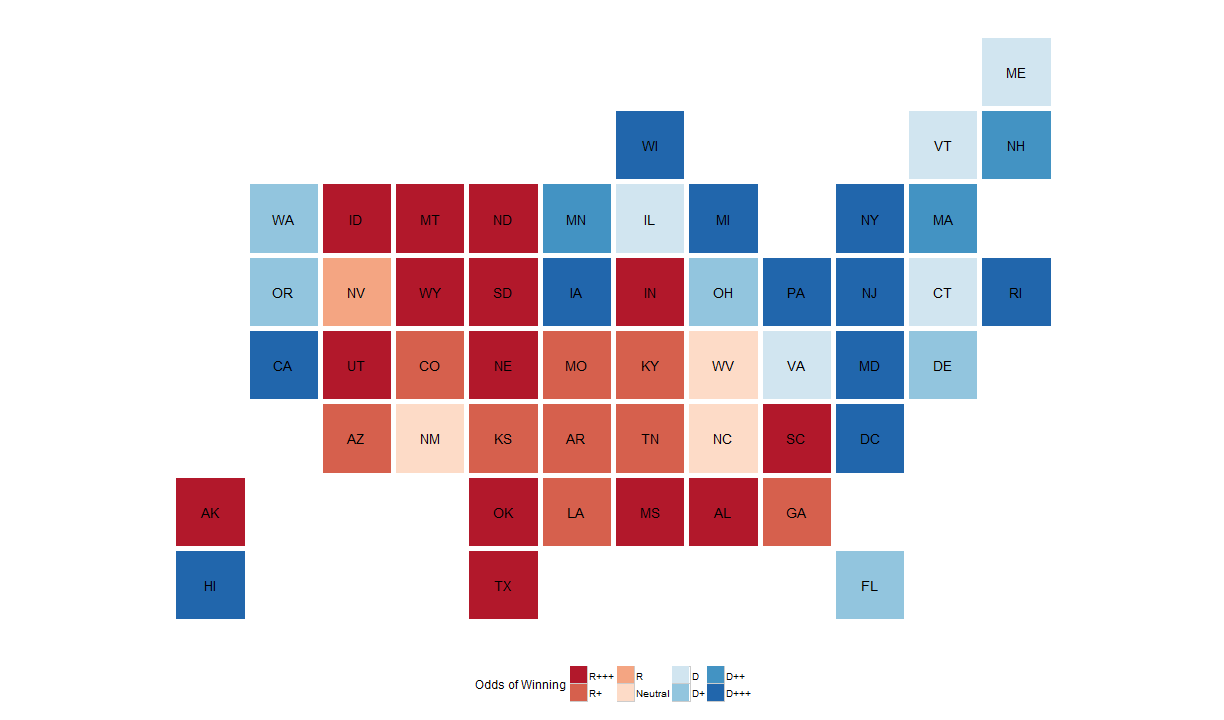 ME
WI VT NH
WA ID MT ND MN IL MI NY MA
OR NV WY SD IA IN OH PA NJ CT RI
CA UT CO NE MO KY WV VA MD DE
AZ NM KS AR TN NC SC DC
AK OK LA MS AL GA
HI TX FL
Odds of Winning R+++ R D D++
R+ Neutral D+ D+++